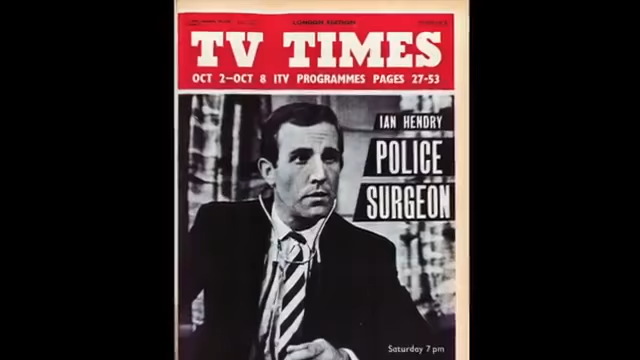 LONDON EDITION
TV TIMES
OCT 2—OCT 8 ITV PROGRAMMES PAGES 27-53
IAN HENDRY
POLICE
SURGEON
Saturday 7 pm